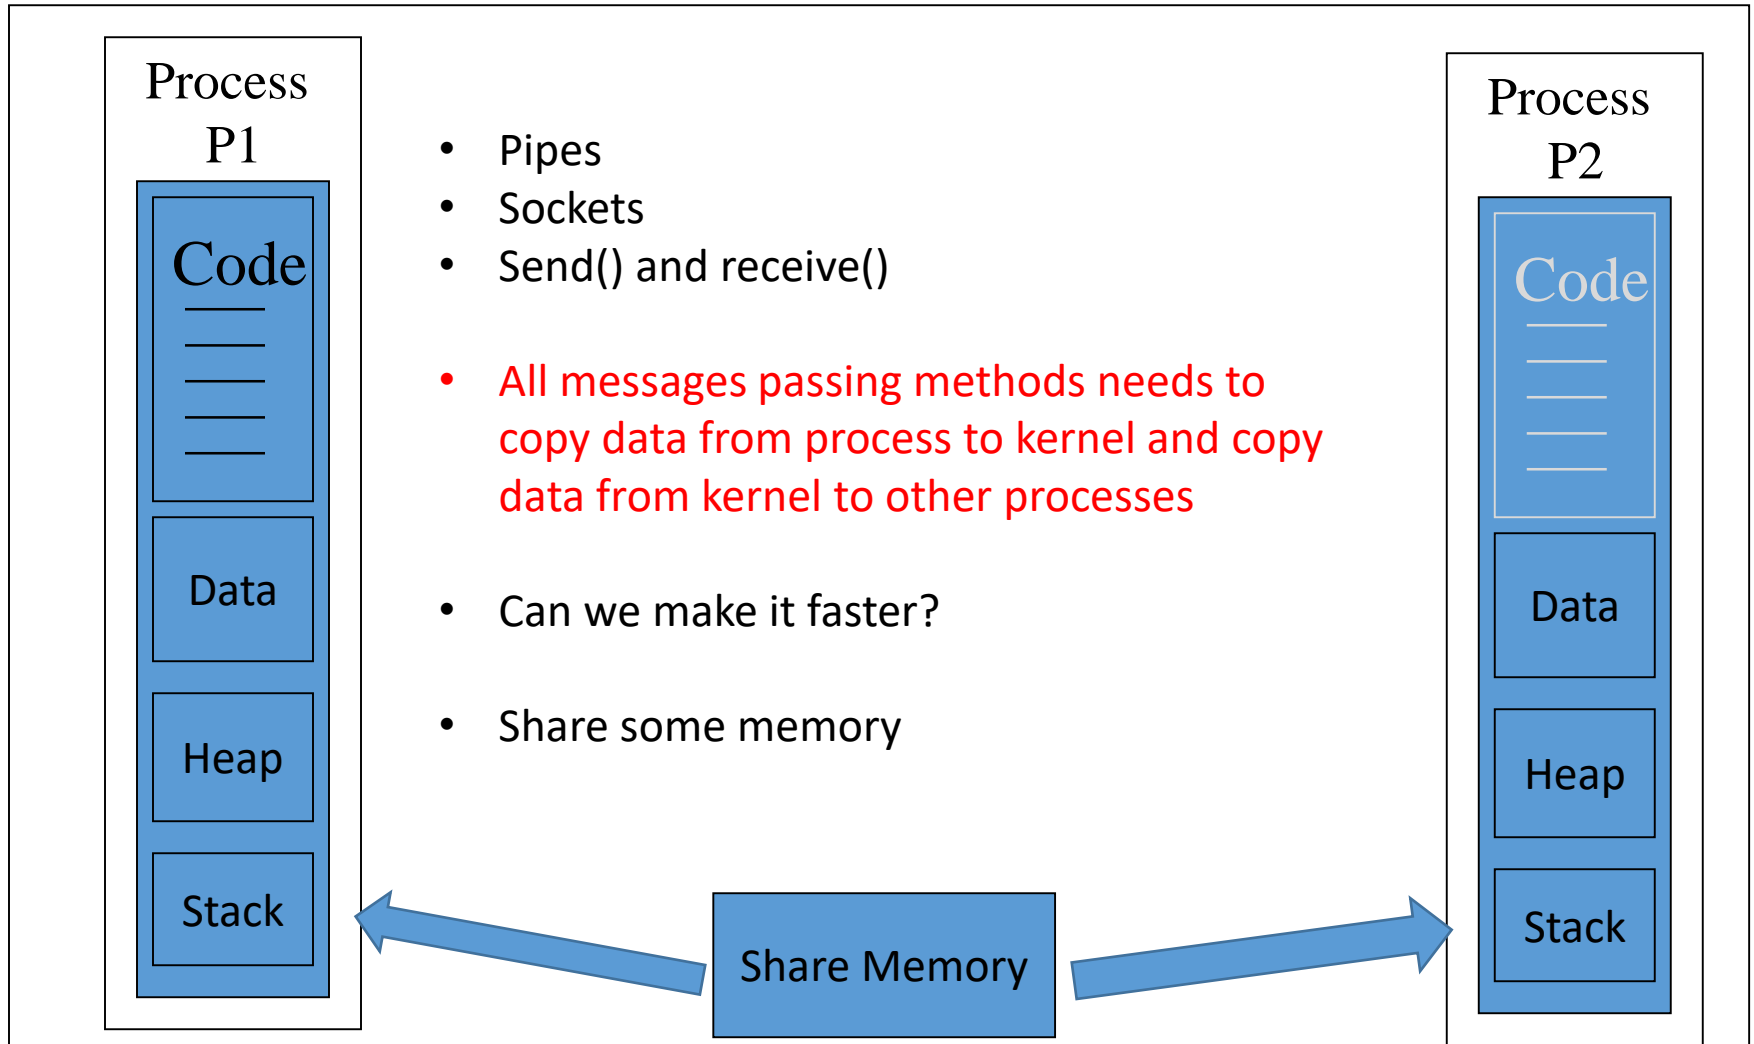 Process
P1
Code
Data
Heap
Stack
• Pipes
• Sockets
• Send() and receive()
• All messages passing methods needs to
copy data from process to kernel and copy
data from kernel to other processes
• Can we make it faster?
• Share some memory
Share Memory
Process
P2
Code
Data
Heap
Stack